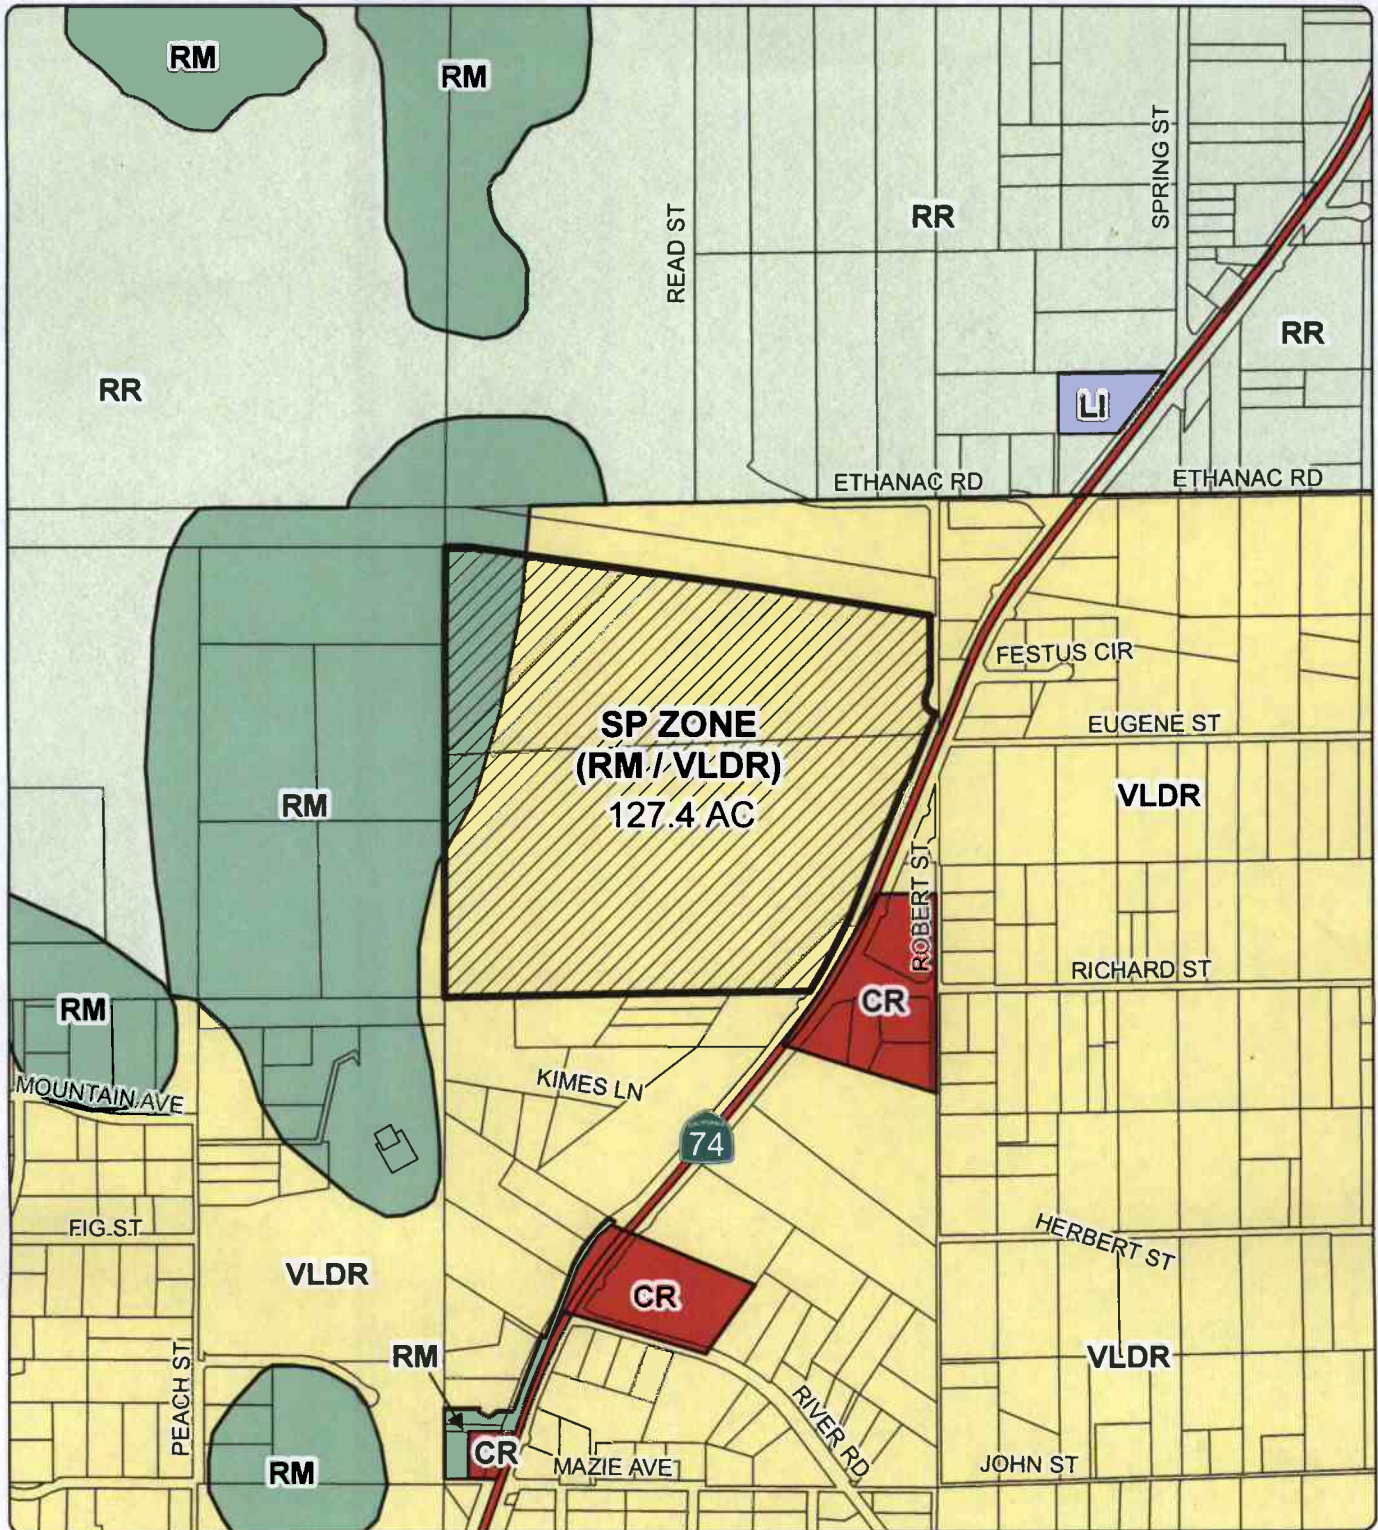 RM
RM
SPRING ST
READ ST
RR
RR
RR
LI
ETHANAC RD
ETHANAC RD
FESTUS CIR
EUGENE ST
SP ZONE
(RM / VLDR)
127.4 AC
RM
VLDR
ROBERT ST
RICHARD ST
CR
RM
KIMES LN
MOUNTAIN AVE
74
FIG ST
HERBERT ST
VLDR
CR
RM
VLDR
PEACH ST
RIVER RD
CR
MAZIE AVE
JOHN ST
RM